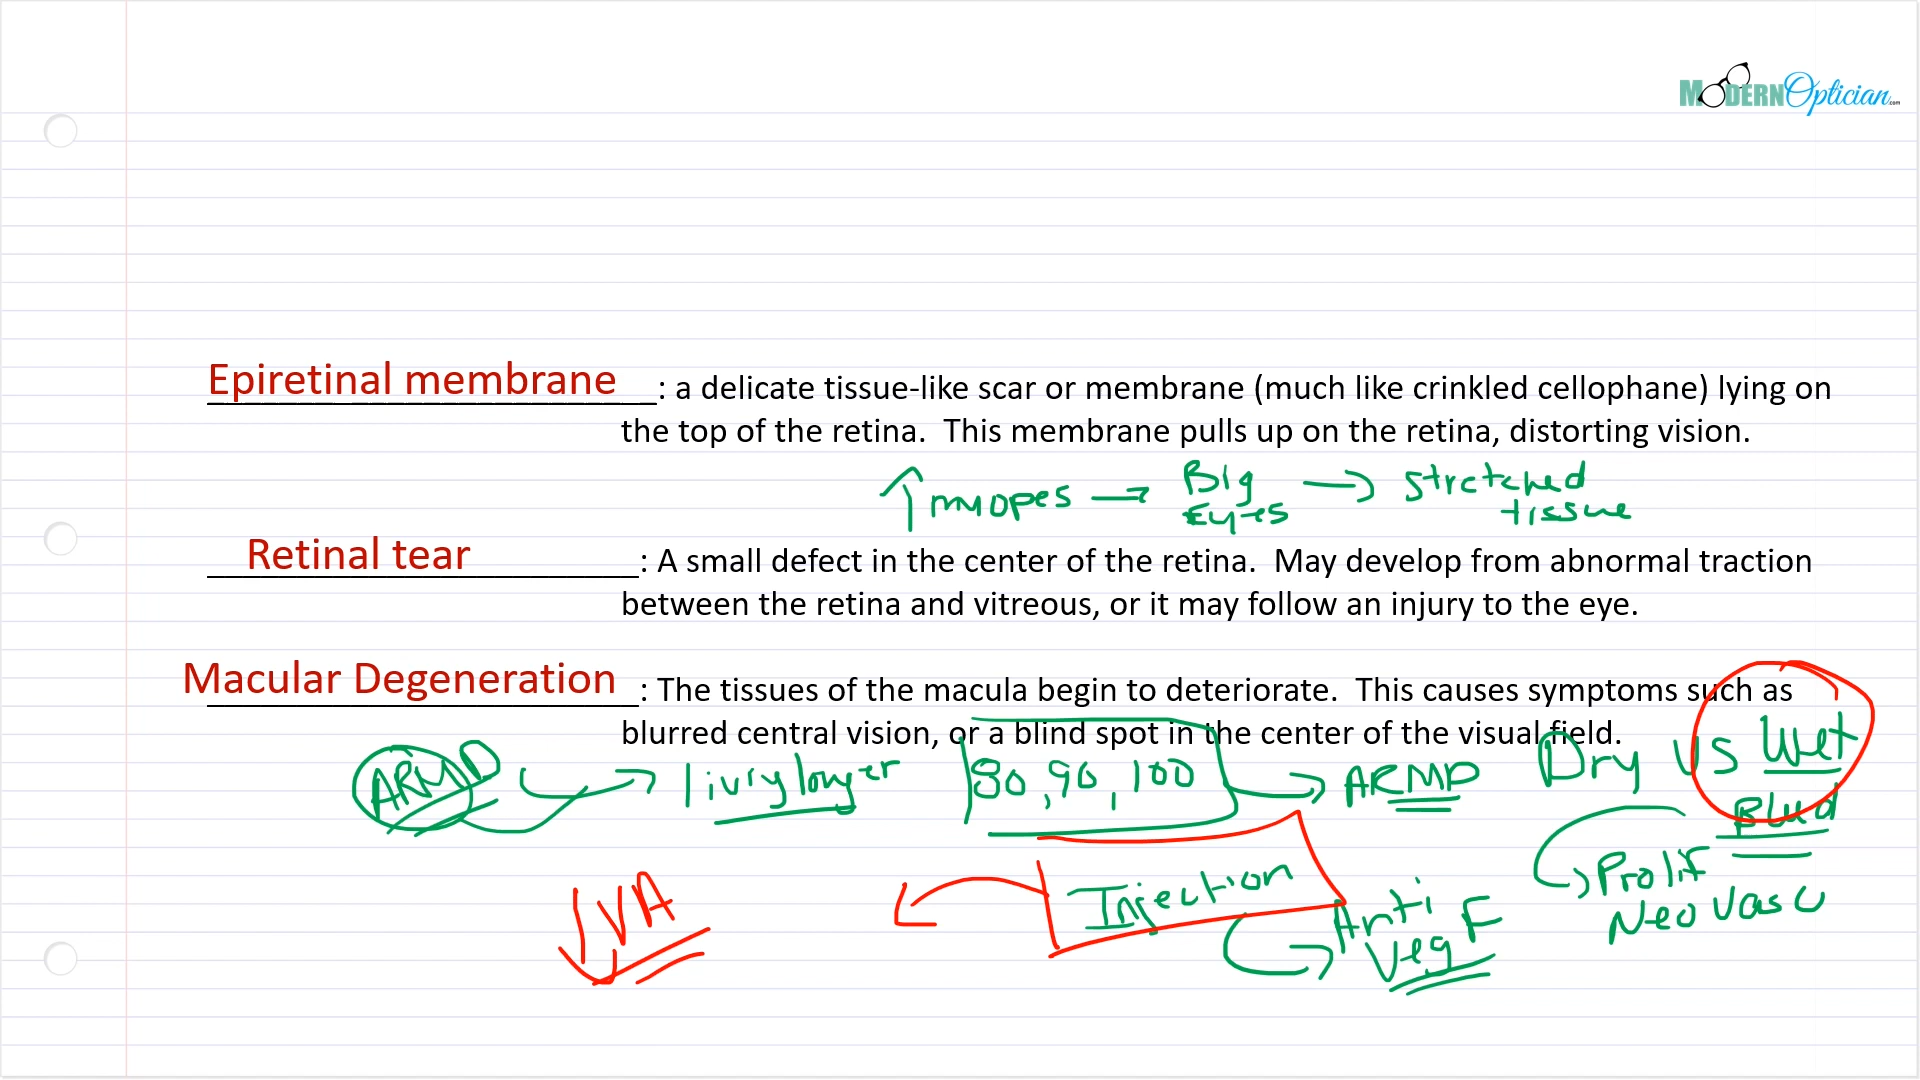 MODERNOptician.com
Epiretinal membrane: a delicate tissue-like scar or membrane (much like crinkled cellophane) lying on
the top of the retina. This membrane pulls up on the retina, distorting vision.
↑ myopes → Big Eyes → stretched tissue
Retinal tear: A small defect in the center of the retina. May develop from abnormal traction
between the retina and vitreous, or it may follow an injury to the eye.
Macular Degeneration: The tissues of the macula begin to deteriorate. This causes symptoms such as
blurred central vision, or a blind spot in the center of the visual field.
ARMD → living longer 80, 90, 100 → ARMD Dry vs Wet
Blud
Prolif
Neo Vasc
Injection → Anti
Veg F
↓ VA